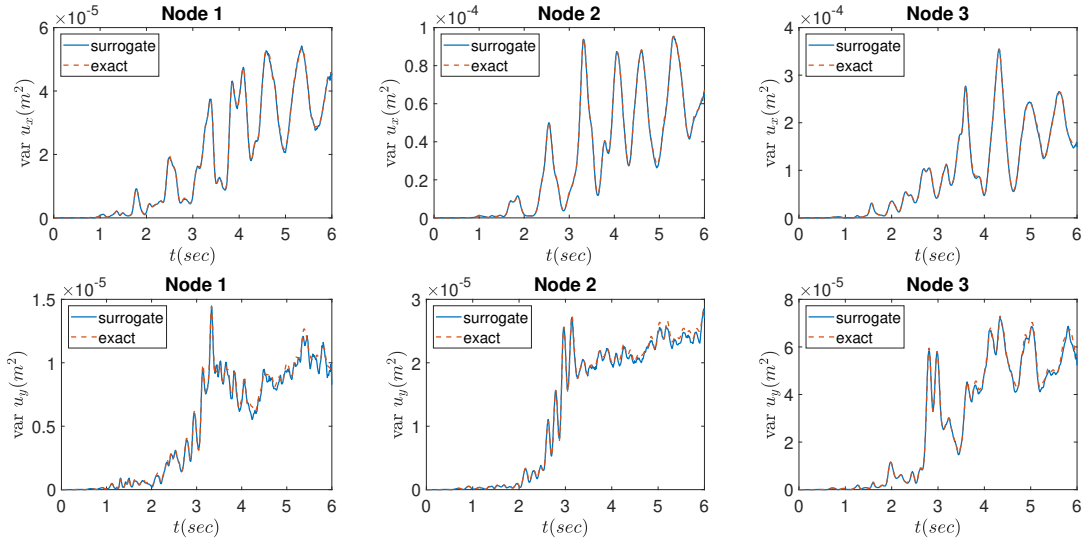 Node 1
×10⁻⁵
surrogate
exact
var u_x(m²)
6
4
2
0
0 1 2 3 4 5 6
t(sec)
Node 2
×10⁻⁴
surrogate
exact
var u_x(m²)
1
0.8
0.6
0.4
0.2
0
0 1 2 3 4 5 6
t(sec)
Node 3
×10⁻⁴
surrogate
exact
var u_x(m²)
4
3
2
1
0
0 1 2 3 4 5 6
t(sec)
Node 1
×10⁻⁵
surrogate
exact
var u_y(m²)
1.5
1
0.5
0
0 1 2 3 4 5 6
t(sec)
Node 2
×10⁻⁵
surrogate
exact
var u_y(m²)
3
2
1
0
0 1 2 3 4 5 6
t(sec)
Node 3
×10⁻⁵
surrogate
exact
var u_y(m²)
8
6
4
2
0
0 1 2 3 4 5 6
t(sec)